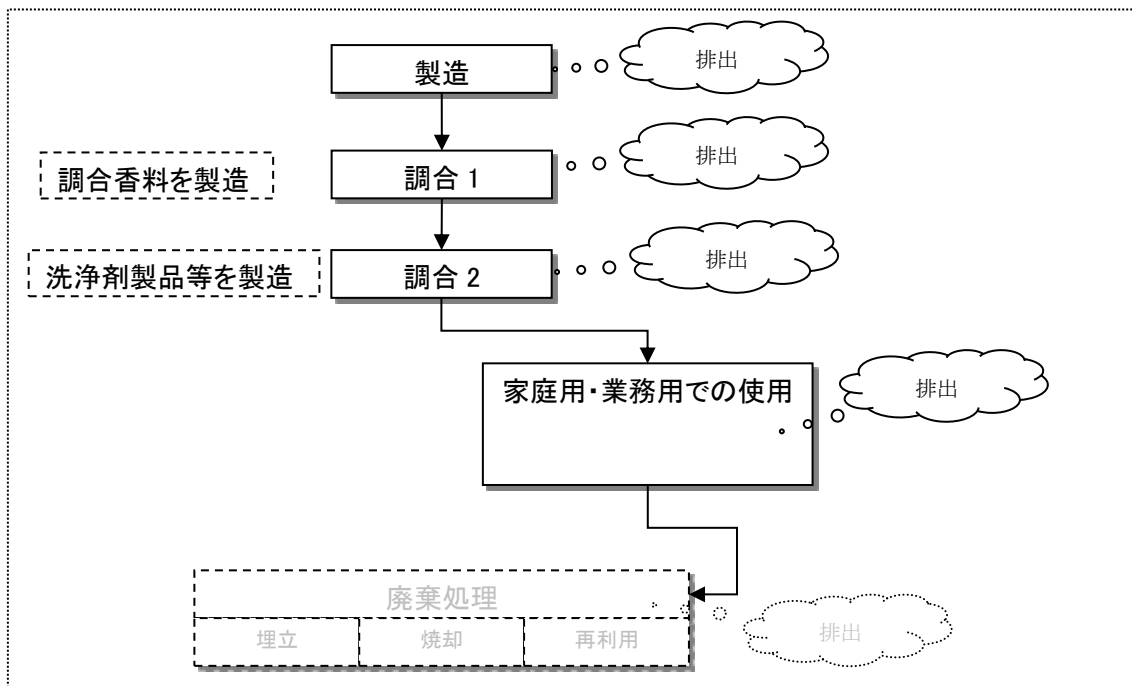 製造
排出
調合香料を製造
調合 1
排出
洗浄剤製品等を製造
調合 2
排出
家庭用・業務用での使用
排出
廃棄処理
埋立
焼却
再利用
排出